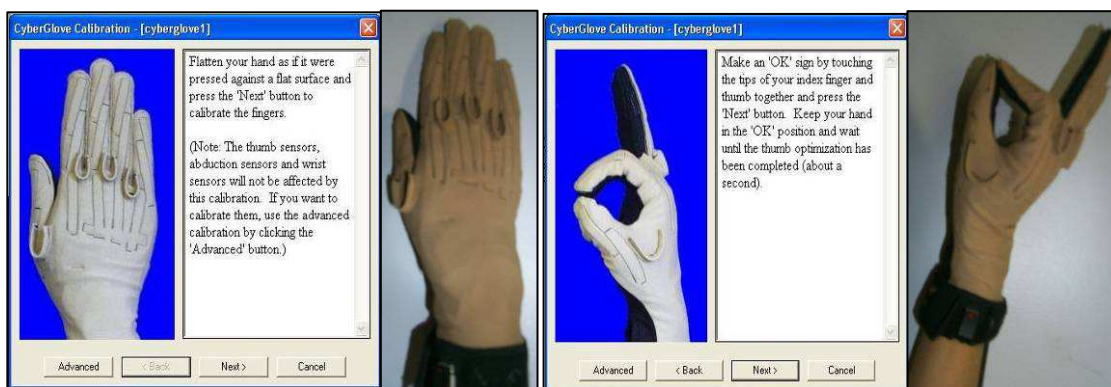 CyberGlove Calibration - [cyberglove1]
Flatten your hand as if it were
pressed against a flat surface and
press the 'Next' button to
calibrate the fingers.
(Note: The thumb sensors,
abduction sensors and wrist
sensors will not be affected by
this calibration. If you want to
calibrate them, use the advanced
calibration by clicking the
'Advanced' button.)
Advanced
< Back
Next >
Cancel
CyberGlove Calibration - [cyberglove1]
Make an 'OK' sign by touching
the tips of your index finger and
thumb together and press the
'Next' button. Keep your hand
in the 'OK' position and wait
until the thumb optimization has
been completed (about a
second).
Advanced
< Back
Next >
Cancel